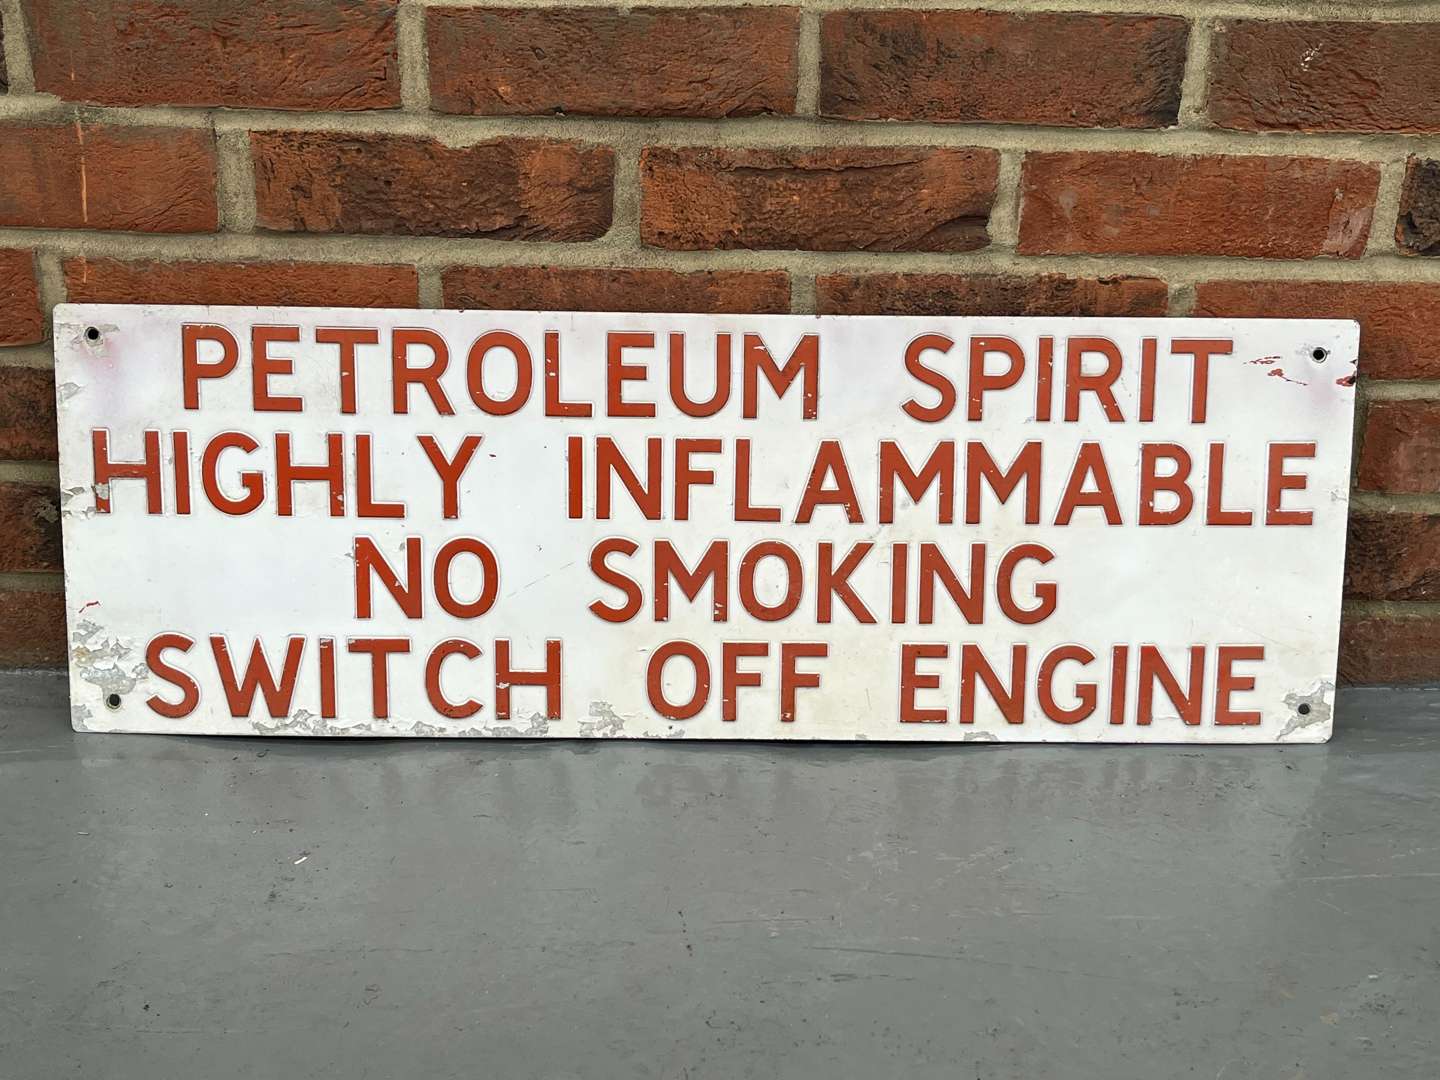 PETROLEUM SPIRIT
HIGHLY INFLAMMABLE
NO SMOKING
SWITCH OFF ENGINE